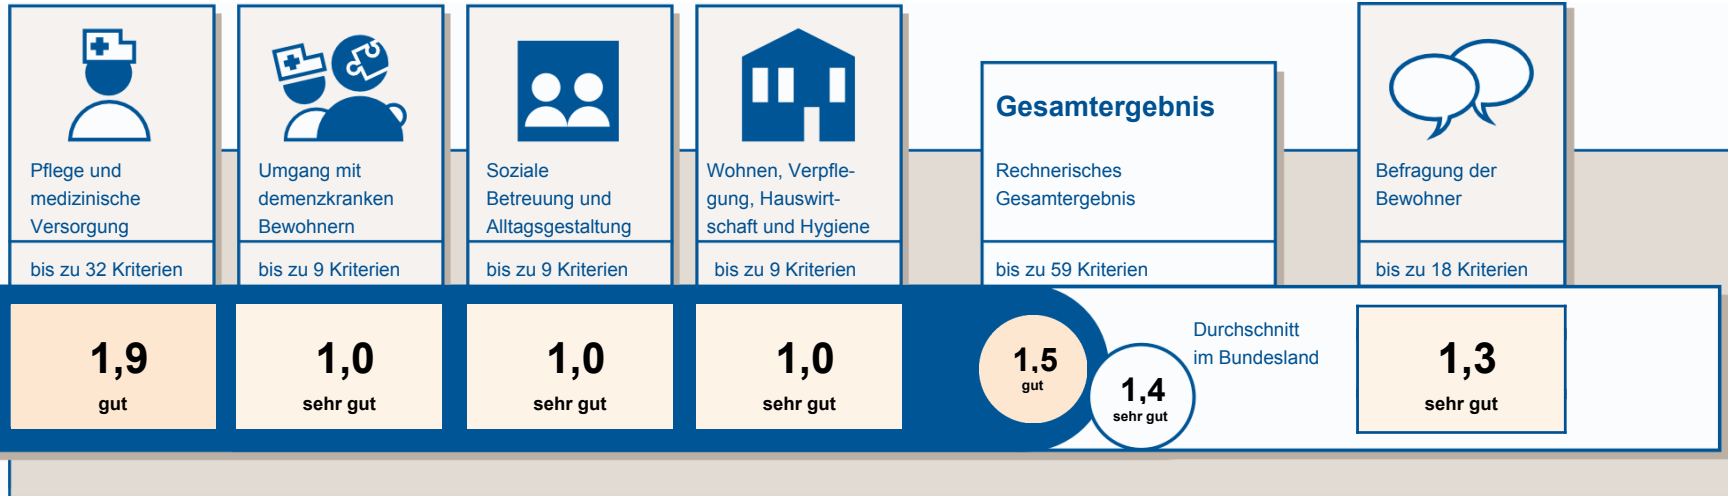 Pflege und
medizinische
Versorgung
bis zu 32 Kriterien
1,9
gut
Umgang mit
demenzkranken
Bewohnern
bis zu 9 Kriterien
1,0
sehr gut
Soziale
Betreuung und
Alltagsgestaltung
bis zu 9 Kriterien
1,0
sehr gut
Wohnen, Verpfle-
gung, Hauswirt-
schaft und Hygiene
bis zu 9 Kriterien
1,0
sehr gut
Gesamtergebnis
Rechnerisches
Gesamtergebnis
bis zu 59 Kriterien
1,5
gut
1,4
sehr gut
Durchschnitt
im Bundesland
Befragung der
Bewohner
bis zu 18 Kriterien
1,3
sehr gut